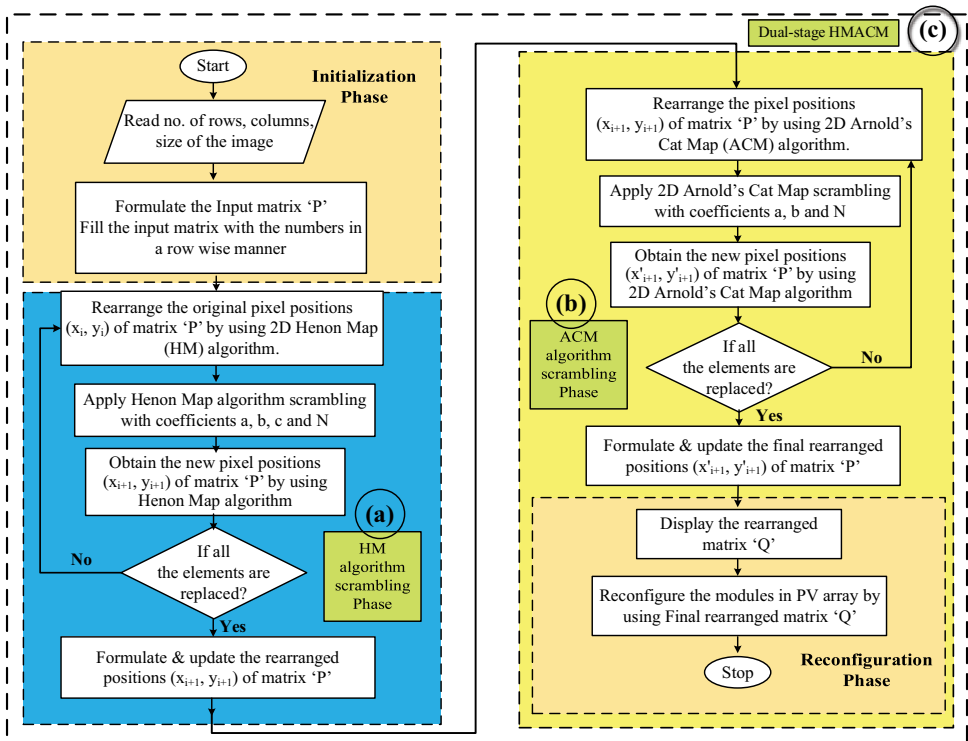 Start
Initialization
Phase
Read no. of rows, columns,
size of the image
Formulate the Input matrix ‘P’
Fill the input matrix with the numbers in
a row wise manner
Rearrange the original pixel positions
(xᵢ, yᵢ) of matrix ‘P’ by using 2D Henon Map
(HM) algorithm.
Apply Henon Map algorithm scrambling
with coefficients a, b, c and N
Obtain the new pixel positions
(xᵢ₊₁, yᵢ₊₁) of matrix ‘P’ by using
Henon Map algorithm
(a)
HM
algorithm
scrambling
Phase
If all
the elements are
replaced?
No
Yes
Formulate & update the rearranged
positions (xᵢ₊₁, yᵢ₊₁) of matrix ‘P’
Dual-stage HMACM
(c)
Rearrange the pixel positions
(xᵢ₊₁, yᵢ₊₁) of matrix ‘P’ by using 2D Arnold’s
Cat Map (ACM) algorithm.
Apply 2D Arnold’s Cat Map scrambling
with coefficients a, b and N
Obtain the new pixel positions
(x'ᵢ₊₁, y'ᵢ₊₁) of matrix ‘P’ by using
2D Arnold’s Cat Map algorithm
(b)
ACM
algorithm
scrambling
Phase
If all
the elements are
replaced?
No
Yes
Formulate & update the final rearranged
positions (x'ᵢ₊₁, y'ᵢ₊₁) of matrix ‘P’
Display the rearranged
matrix ‘Q’
Reconfigure the modules in PV array by
using Final rearranged matrix ‘Q’
Stop
Reconfiguration
Phase